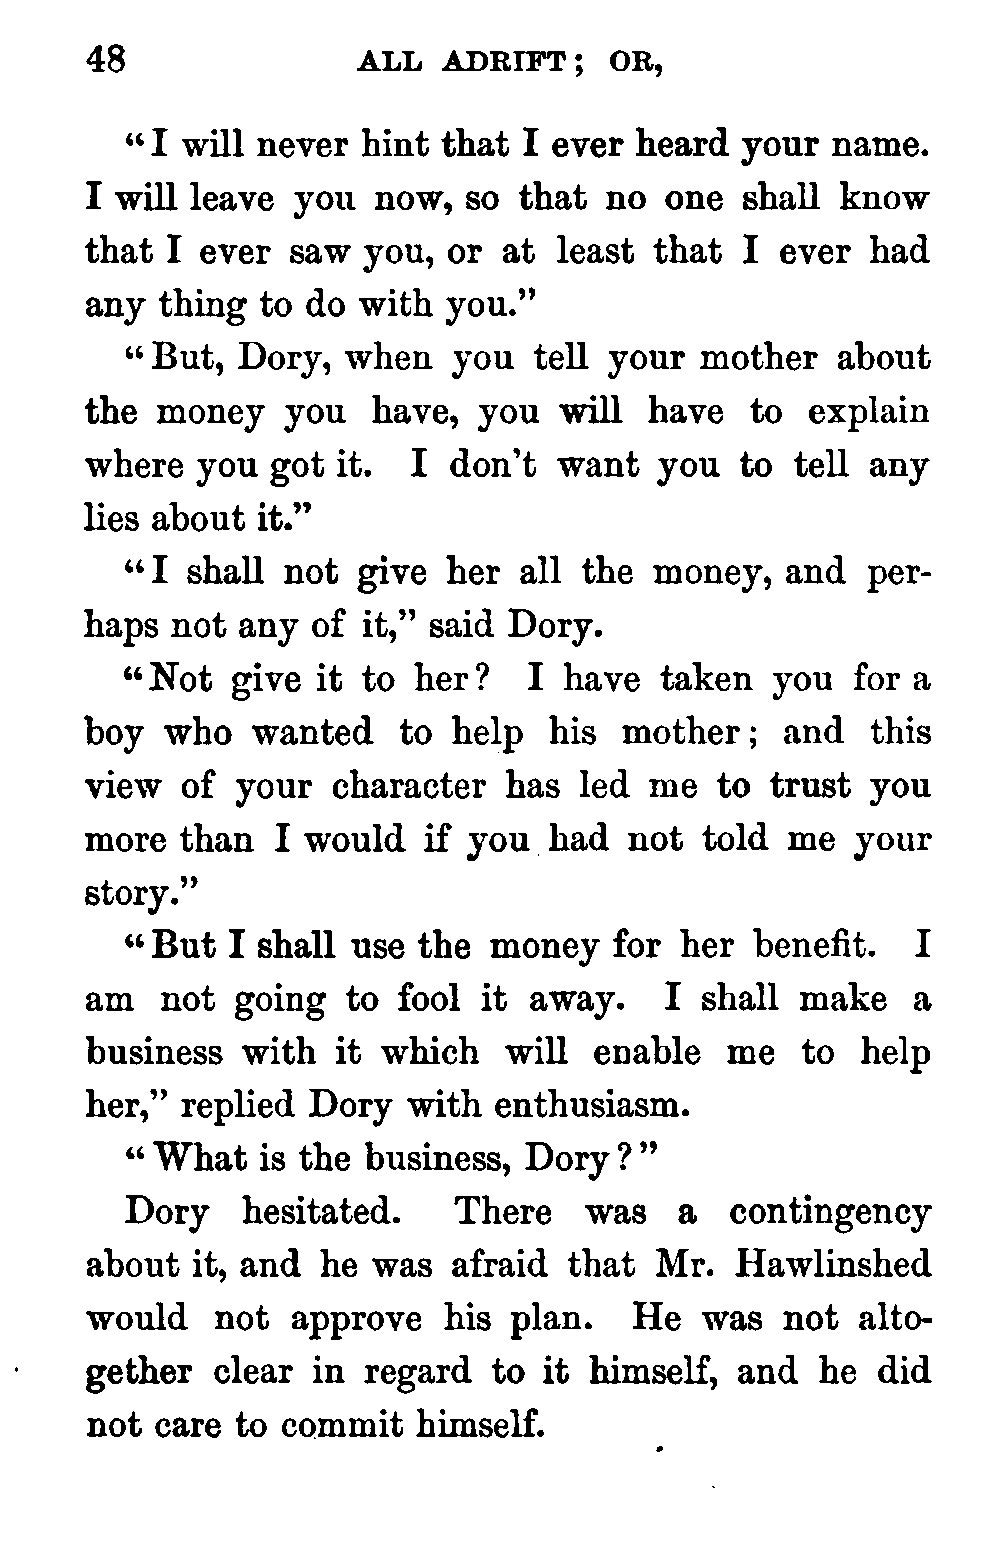 48 ALL ADRIFT; OR,
“I will never hint that I ever heard your name.
I will leave you now, so that no one shall know
that I ever saw you, or at least that I ever had
any thing to do with you.”
“But, Dory, when you tell your mother about
the money you have, you will have to explain
where you got it. I don’t want you to tell any
lies about it.”
“I shall not give her all the money, and per-
haps not any of it,” said Dory.
“Not give it to her? I have taken you for a
boy who wanted to help his mother; and this
view of your character has led me to trust you
more than I would if you had not told me your
story.”
“But I shall use the money for her benefit. I
am not going to fool it away. I shall make a
business with it which will enable me to help
her,” replied Dory with enthusiasm.
“What is the business, Dory?”
Dory hesitated. There was a contingency
about it, and he was afraid that Mr. Hawlinshed
would not approve his plan. He was not alto-
gether clear in regard to it himself, and he did
not care to commit himself.